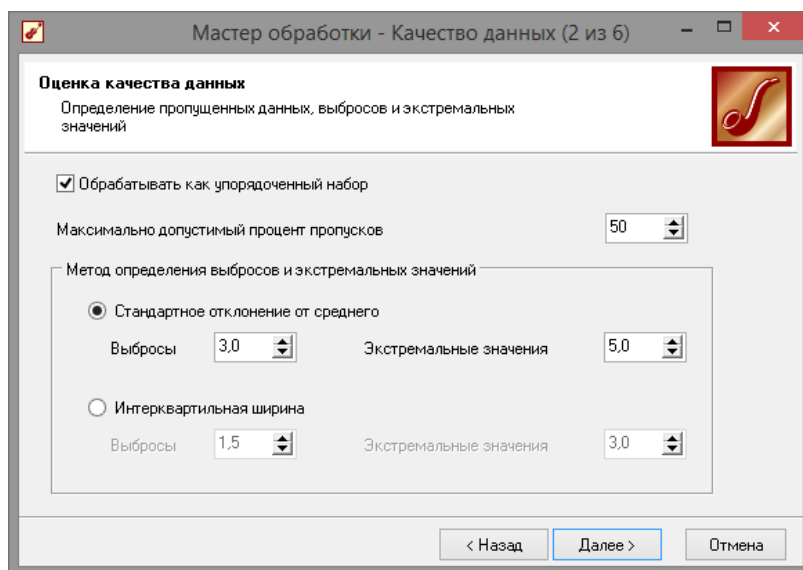 Мастер обработки - Качество данных (2 из 6)
Оценка качества данных
Определение пропущенных данных, выбросов и экстремальных
значений
Обрабатывать как упорядоченный набор
Максимально допустимый процент пропусков 50
Метод определения выбросов и экстремальных значений
Стандартное отклонение от среднего
Выбросы 3,0 Экстремальные значения 5,0
Интерквартильная ширина
Выбросы 1,5 Экстремальные значения 3,0
< Назад Далее > Отмена